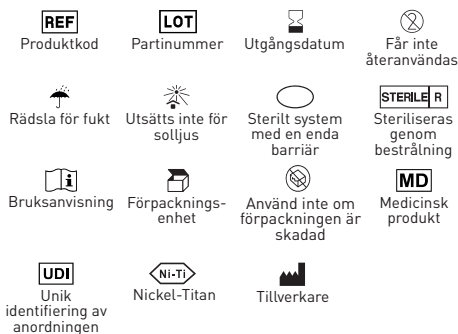 REF
Produktkod
LOT
Partinummer
Utgångsdatum
2
Får inte
återanvändas
Rädsla för fukt
Utsätts inte för
solljus
Sterilt system
med en enda
barriär
STERILE R
Steriliseras
genom
bestrålning
i
Bruksanvisning
Förpacknings-
enhet
Använd inte om
förpackningen är
skadad
MD
Medicinsk
produkt
UDI
Unik
identifiering av
anordningen
Ni-Ti
Nickel-Titan
Tillverkare